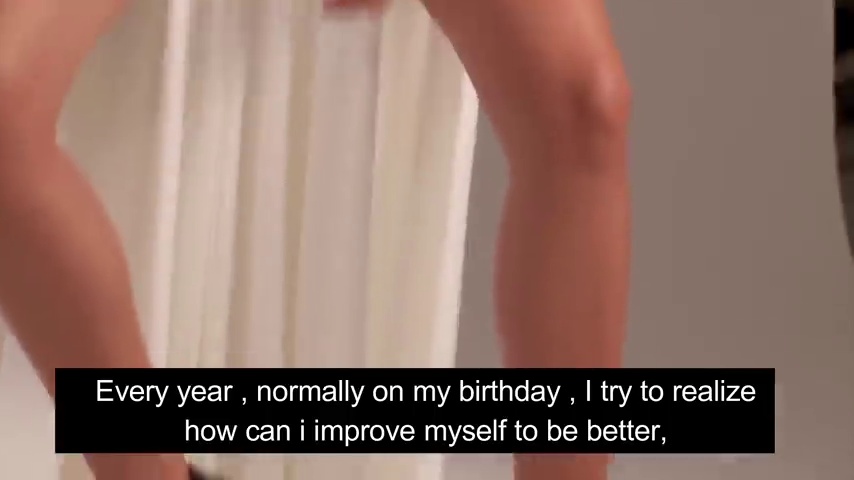 Every year , normally on my birthday , I try to realize
how can i improve myself to be better,